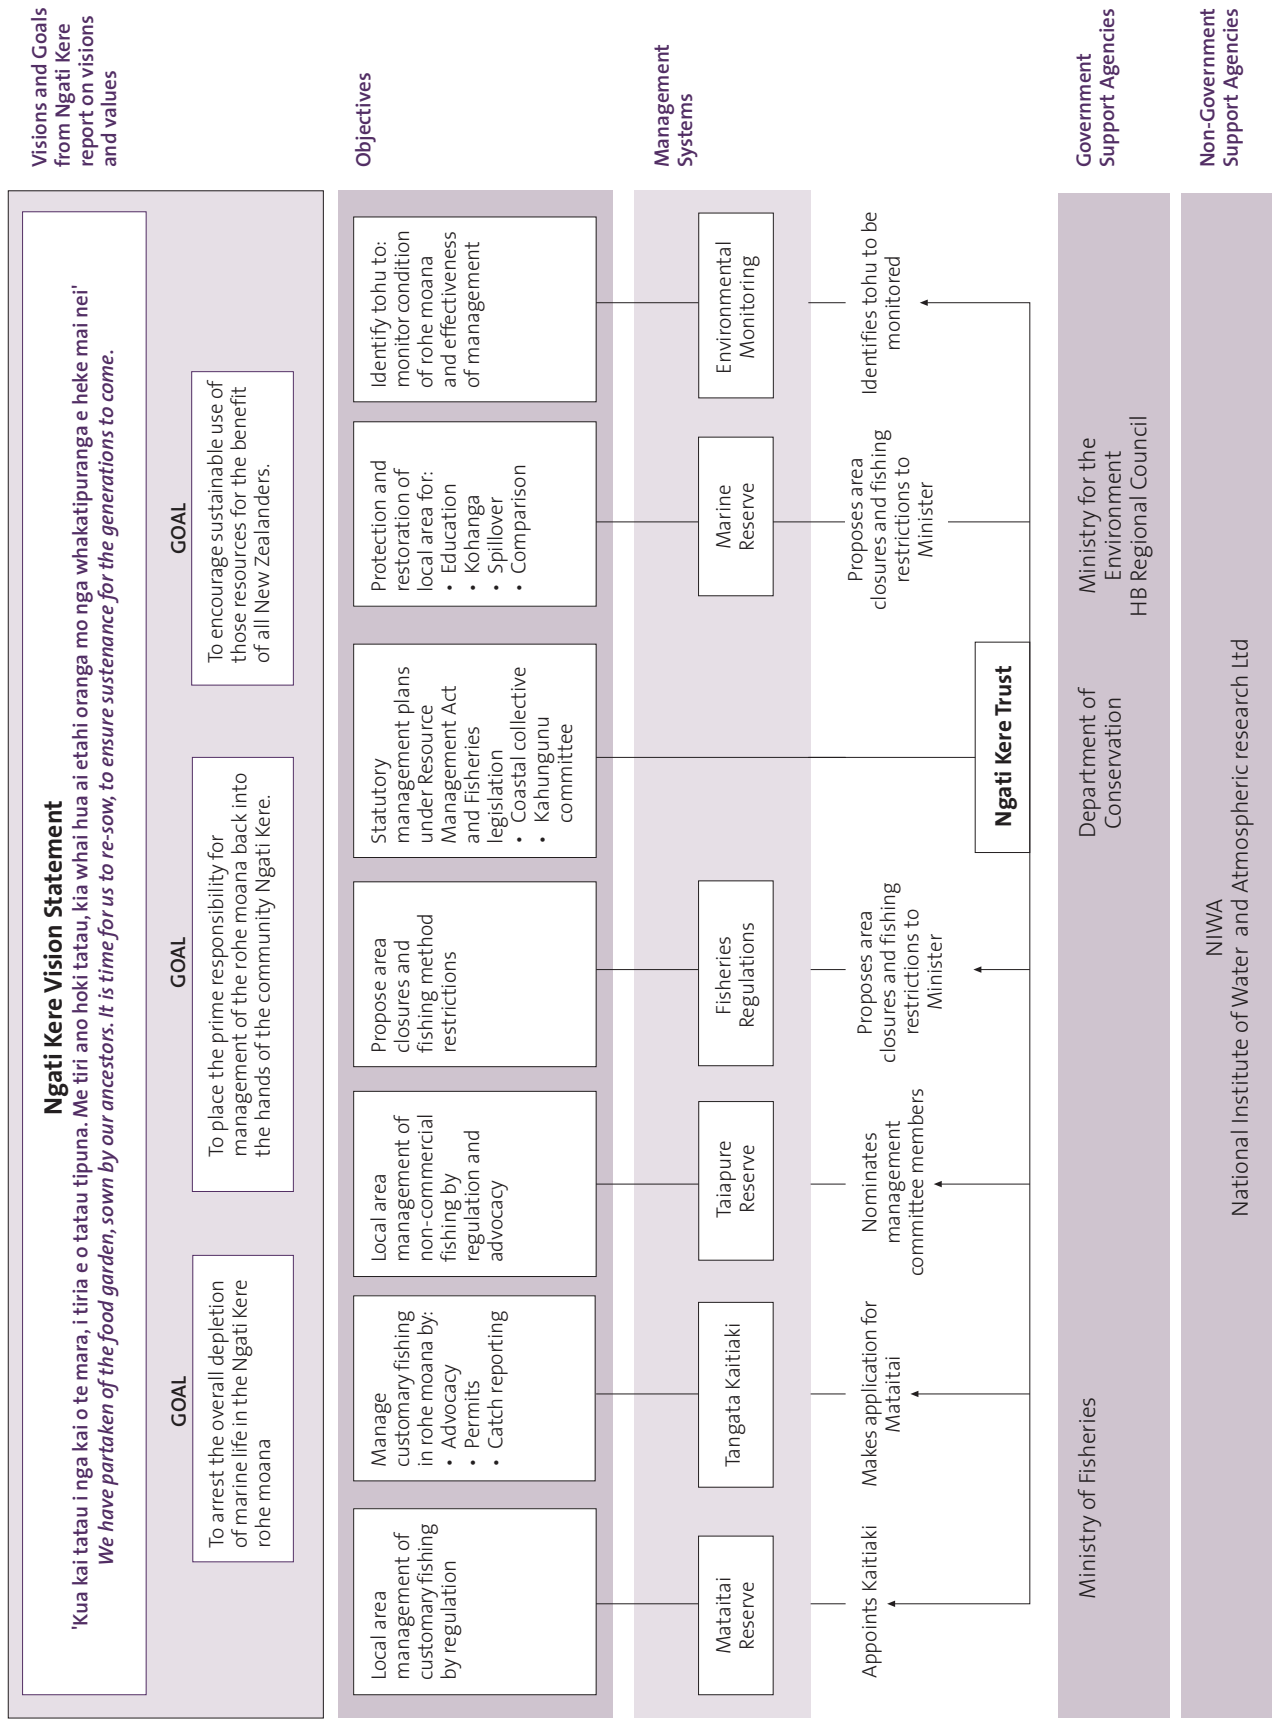 Visions and Goals
from Ngati Kere
report on visions
and values
Ngati Kere Vision Statement
'Kua kai tatau i nga kai o te mara, i tiria e o tatau tipuna. Me tiri ano hoki tatau, kia whai hua ai etahi oranga mo nga whakatipuranga e heke mai nei'
We have partaken of the food garden, sown by our ancestors. It is time for us to re-sow, to ensure sustenance for the generations to come.
GOAL
To arrest the overall depletion
of marine life in the Ngati Kere
rohe moana
GOAL
To place the prime responsibility for
management of the rohe moana back into
the hands of the community Ngati Kere.
GOAL
To encourage sustainable use of
those resources for the benefit
of all New Zealanders.
Objectives
Local area
management of
customary fishing
by regulation
Manage
customary fishing
in rohe moana by:
• Advocacy
• Permits
• Catch reporting
Local area
management of
non-commercial
fishing by
regulation and
advocacy
Propose area
closures and
fishing method
restrictions
Statutory
management plans
under Resource
Management Act
and Fisheries
legislation
• Coastal collective
• Kahungunu
committee
Protection and
restoration of
local area for:
• Education
• Kohanga
• Spillover
• Comparison
Identify tohu to:
monitor condition
of rohe moana
and effectiveness
of management
Management
Systems
Mataitai
Reserve
Tangata Kaitiaki
Taiapure
Reserve
Fisheries
Regulations
Marine
Reserve
Environmental
Monitoring
Appoints Kaitiaki
Makes application for
Mataitai
Nominates
management
committee members
Proposes area
closures and fishing
restrictions to
Minister
Proposes area
closures and fishing
restrictions to
Minister
Identifies tohu to be
monitored
Ngati Kere Trust
Government
Support Agencies
Ministry of Fisheries
Department of
Conservation
Ministry for the
Environment
HB Regional Council
Non-Government
Support Agencies
NIWA
National Institute of Water and Atmospheric research Ltd